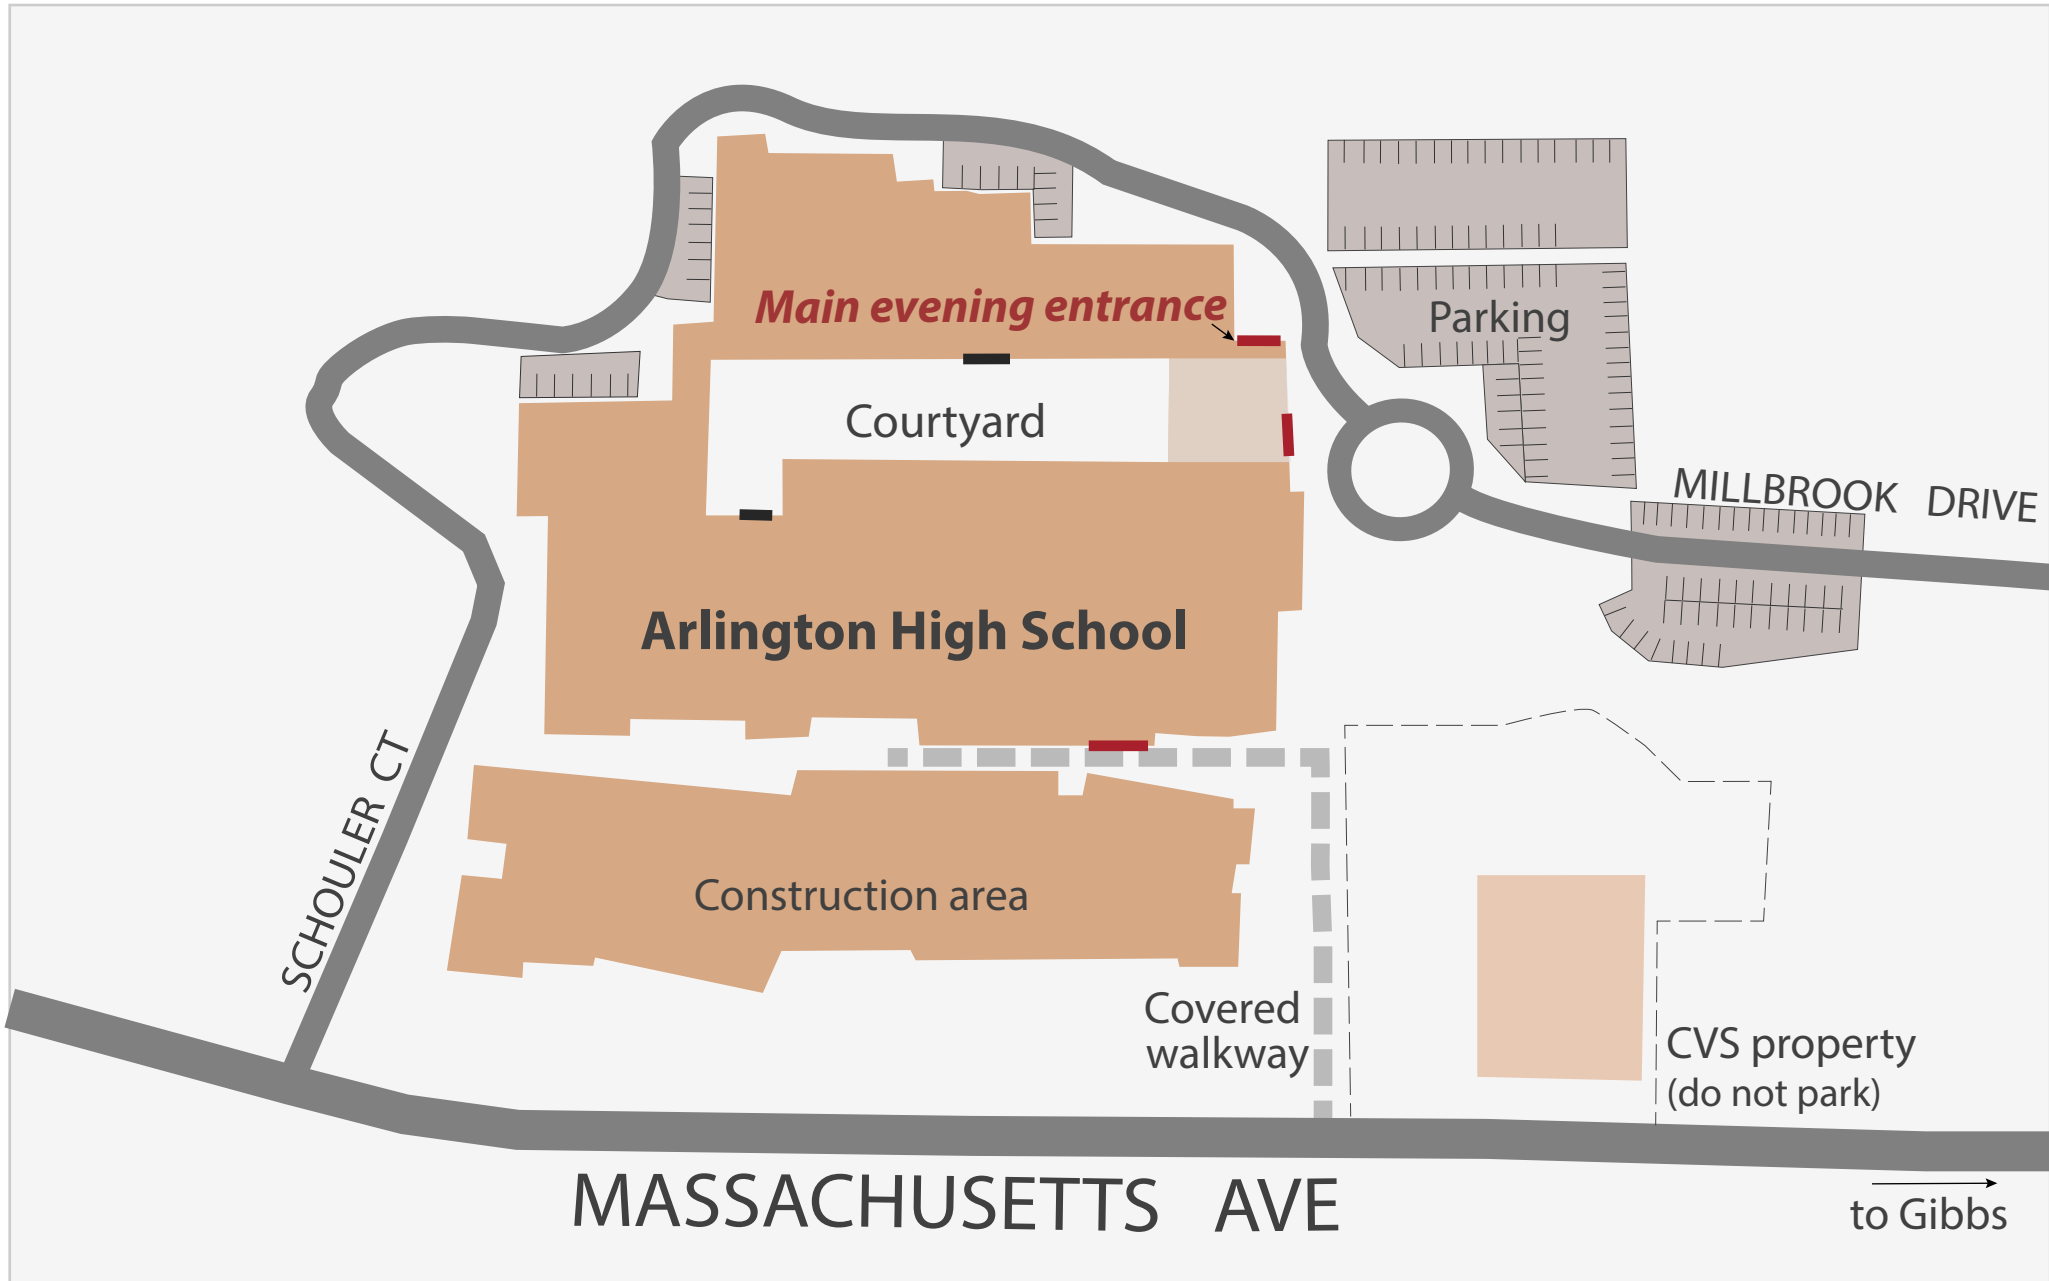 Main evening entrance
Parking
Courtyard
MILLBROOK DRIVE
Arlington High School
SCHOULER CT
Construction area
Covered
walkway
CVS property
(do not park)
MASSACHUSETTS AVE
to Gibbs